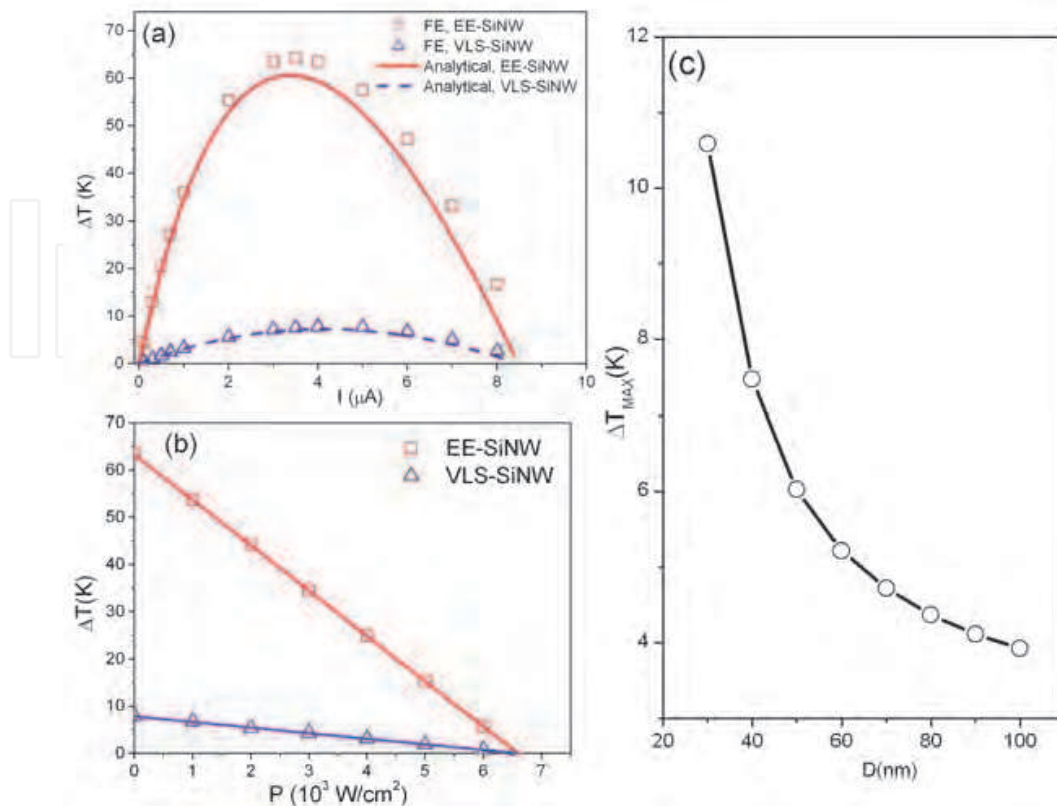 (a)
FE, EE-SiNW
FE, VLS-SiNW
Analytical, EE-SiNW
Analytical, VLS-SiNW
70
60
50
40
30
20
10
0
ΔT (K)
0 2 4 6 8 10
I (μA)
(b)
EE-SiNW
VLS-SiNW
70
60
50
40
30
20
10
0
ΔT(K)
0 1 2 3 4 5 6 7
P (10³ W/cm²)
(c)
12
10
8
6
4
ΔT_MAX(K)
20 40 60 80 100
D(nm)